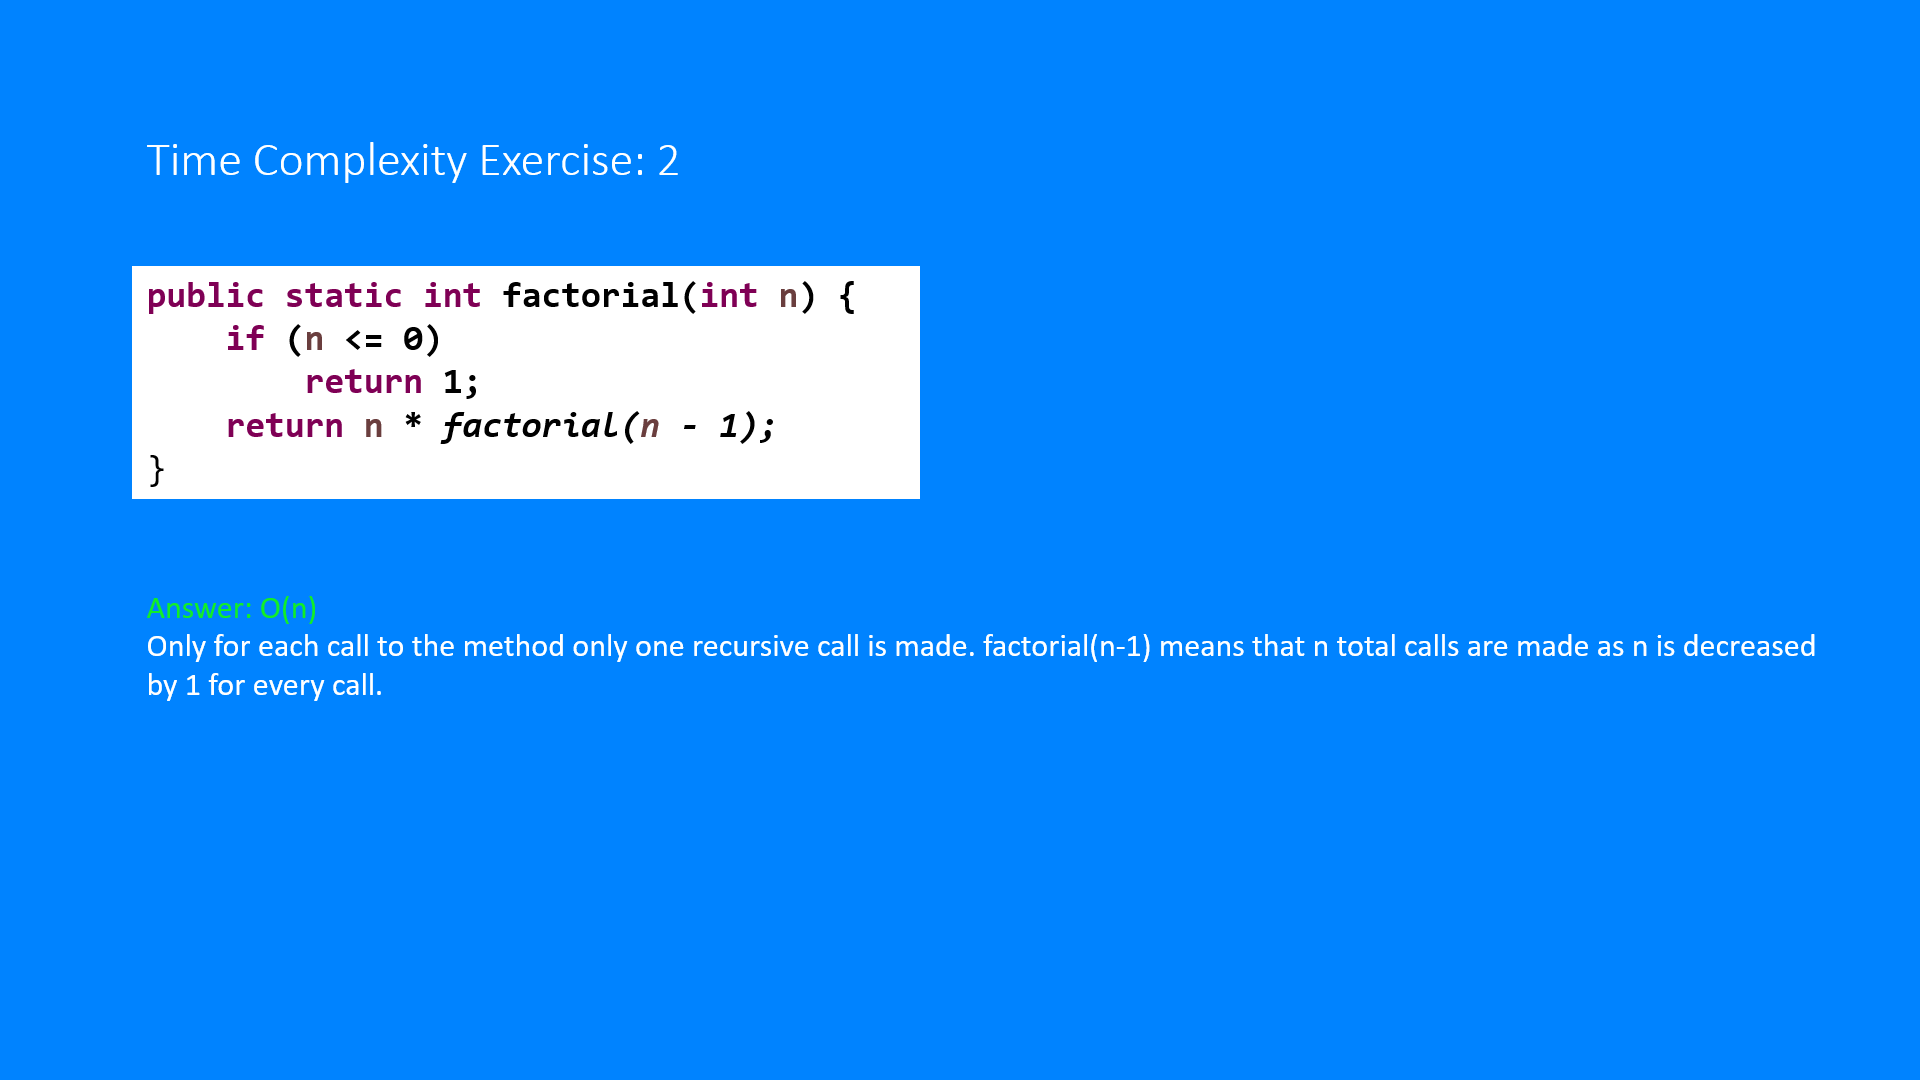 Time Complexity Exercise: 2
public static int factorial(int n) {
    if (n <= 0)
        return 1;
    return n * factorial(n - 1);
}
Answer: O(n)
Only for each call to the method only one recursive call is made. factorial(n-1) means that n total calls are made as n is decreased
by 1 for every call.